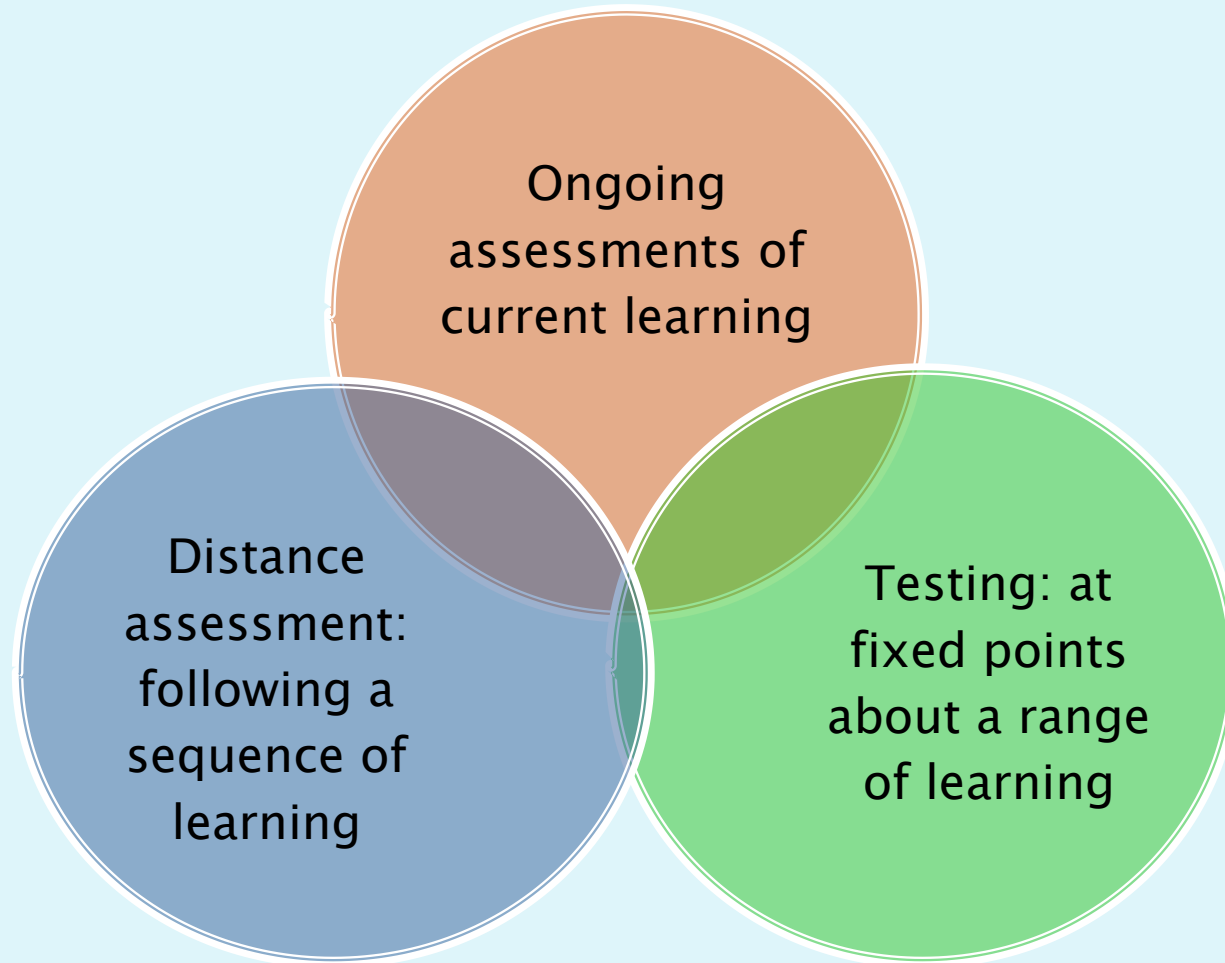 Ongoing
assessments of
current learning
Distance
assessment:
following a
sequence of
learning
Testing: at
fixed points
about a range
of learning